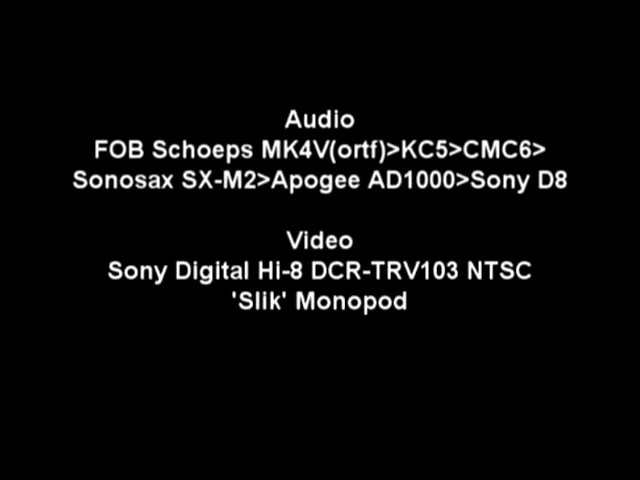 Audio
FOB Schoeps MK4V(ortf)>KC5>CMC6>
Sonosax SX-M2>Apogee AD1000>Sony D8
Video
Sony Digital Hi-8 DCR-TRV103 NTSC
'Slik' Monopod